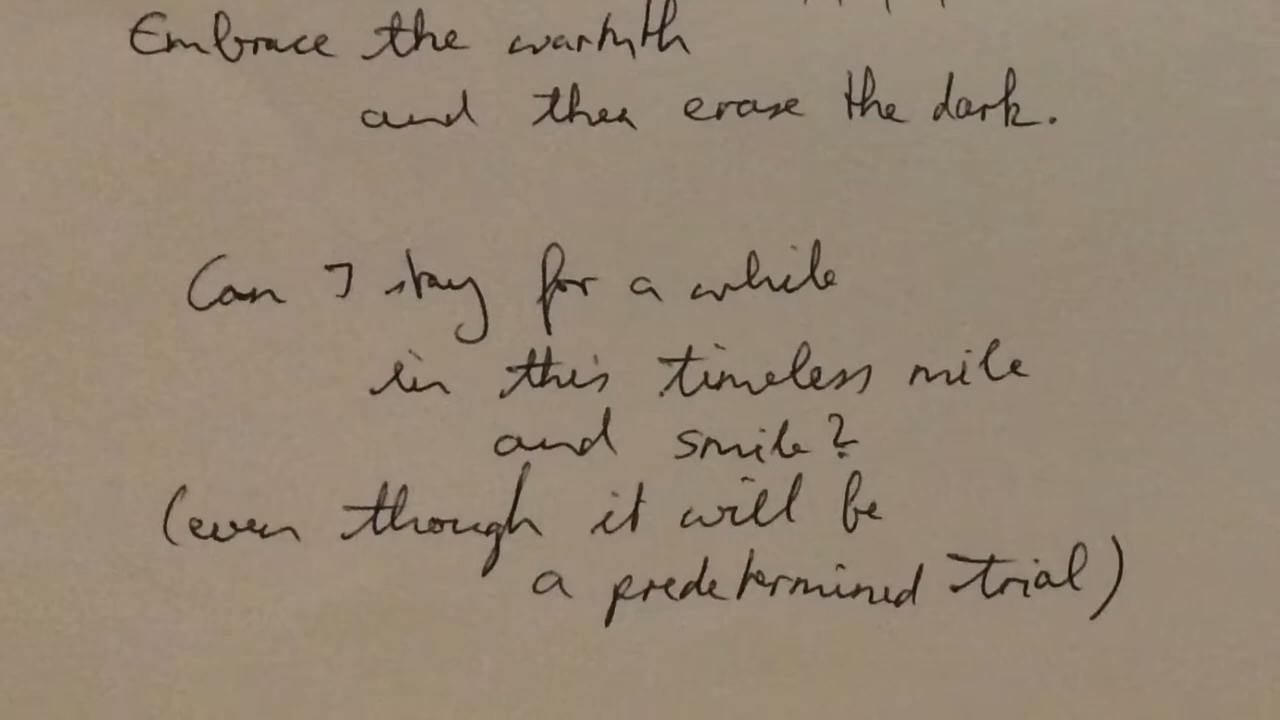 Embrace the warmth
and then erase the dark.
Can I stay for a while
in this timeless mile
and smile?
(even though it will be
a predetermined trial)